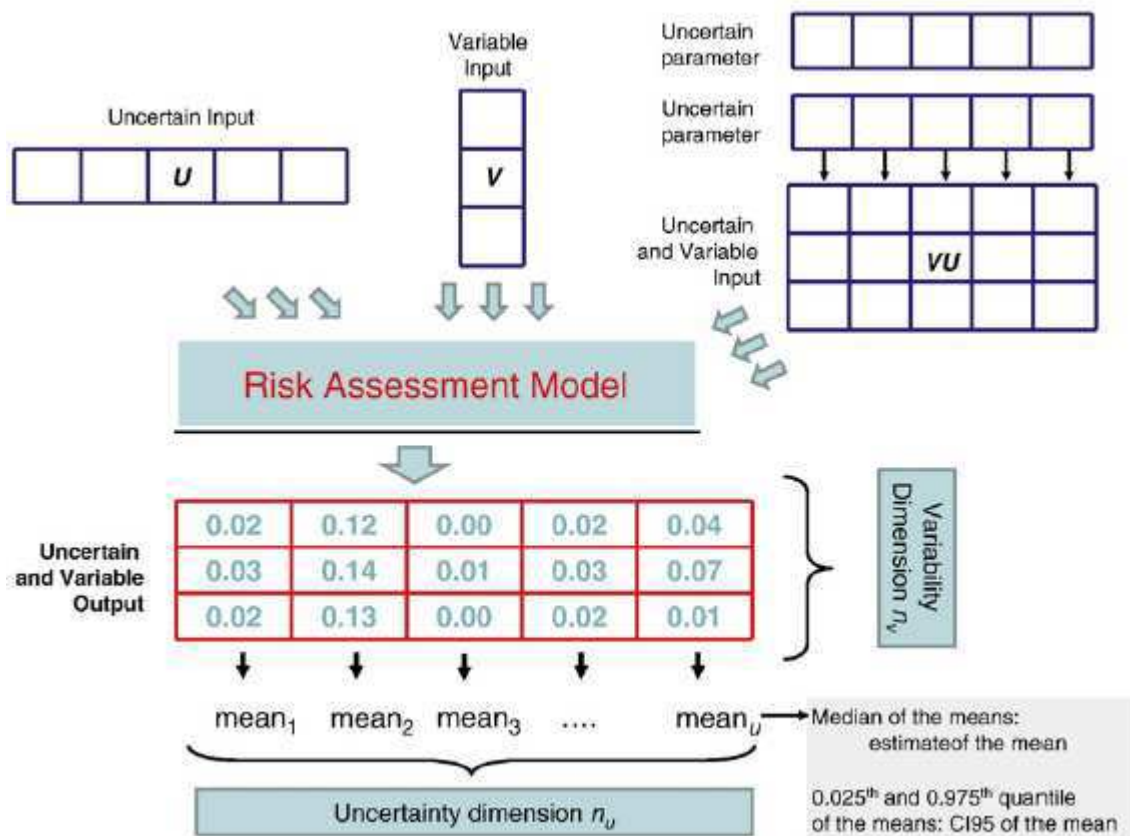 Variable
Input
Uncertain
parameter
Uncertain Input
Uncertain
parameter
U
V
Uncertain
and Variable
Input
VU
Risk Assessment Model
Uncertain
and Variable
Output
0.02 0.12 0.00 0.02 0.04
0.03 0.14 0.01 0.03 0.07
0.02 0.13 0.00 0.02 0.01
Variability
Dimension nᵥ
mean₁ mean₂ mean₃ .... meanᵤ
Median of the means:
estimateof the mean
0.025ᵗʰ and 0.975ᵗʰ quantile
of the means: CI95 of the mean
Uncertainty dimension nᵤ